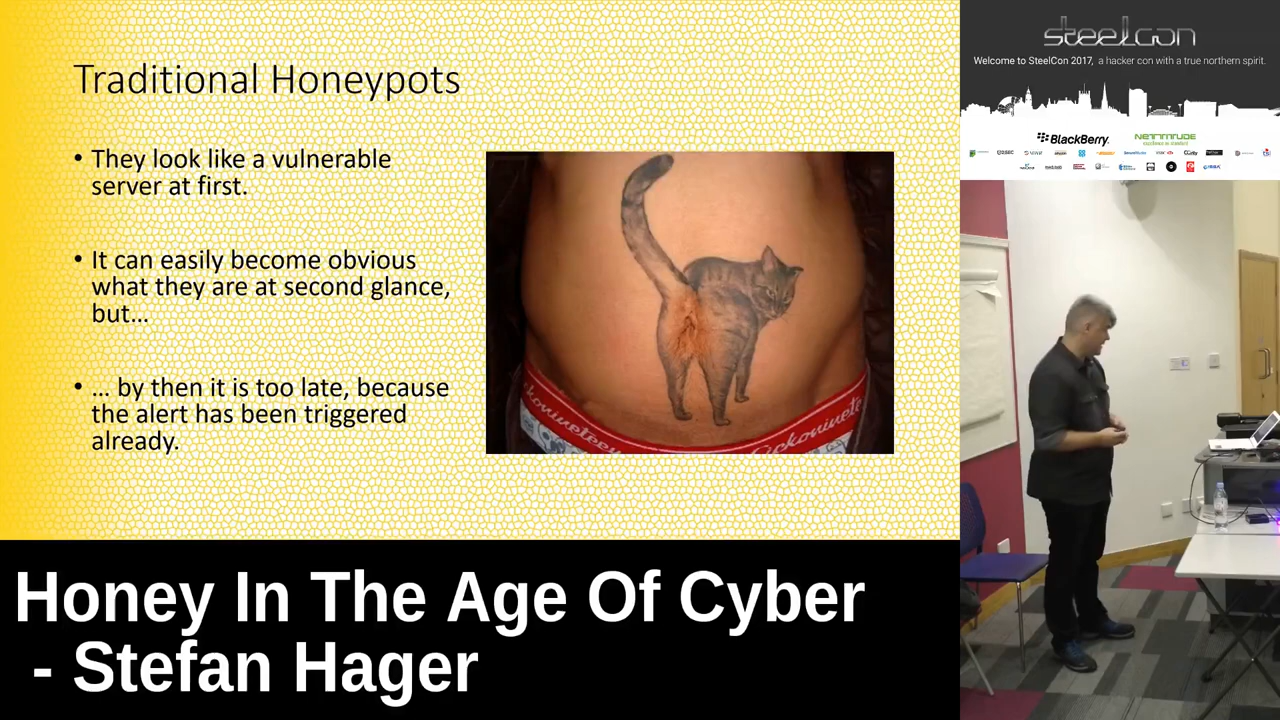 Traditional Honeypots
• They look like a vulnerable
server at first.
• It can easily become obvious
what they are at second glance,
but...
• ... by then it is too late, because
the alert has been triggered
already.
Honey In The Age Of Cyber
- Stefan Hager
steelcon
Welcome to SteelCon 2017, a hacker con with a true northern spirit.
BlackBerry.
NETTITUDE